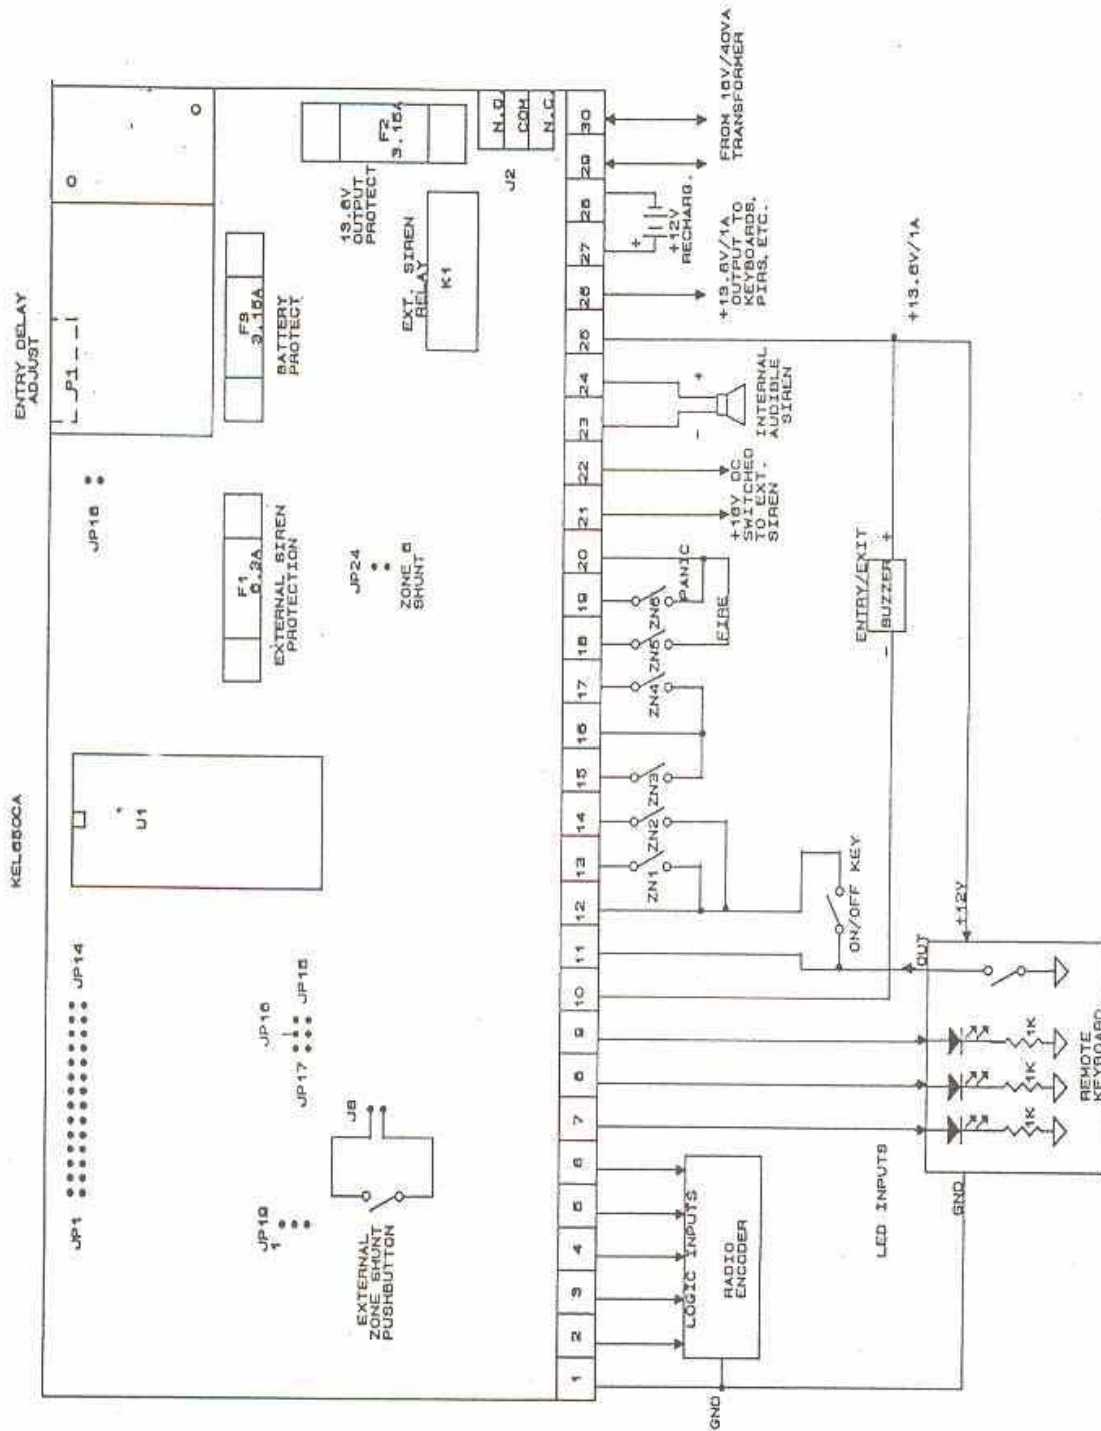 KEL650CA
ENTRY DELAY
ADJUST
P1
JP1
JP14
U1
JP18
JP19
1
JP16
JP17
JP15
F1
6.3A
EXTERNAL SIREN
PROTECTION
F3
3.15A
BATTERY
PROTECT
F2
3.15A
13.8V
OUTPUT
PROTECT
EXTERNAL
ZONE SHUNT
PUSHBUTTON
J8
JP24
ZONE 6
SHUNT
EXT. SIREN
RELAY
K1
J2
N.O.
COM
N.C.
1 2 3 4 5 6 7 8 9 10 11 12 13 14 15 16 17 18 19 20 21 22 23 24 25 26 27 28 29 30
LOGIC INPUTS
RADIO
ENCODER
GND
LED INPUTS
ZN1
ZN2
ZN3
ZN4
ZN5
ZN6
PANIC
FIRE
ON/OFF KEY
+16V DC
SWITCHED
TO EXT.
SIREN
- +
INTERNAL
AUDIBLE
SIREN
+13.8V/1A
OUTPUT TO
KEYBOARDS,
PIRS, ETC.
+
+12V
RECHARG.
FROM 16V/40VA
TRANSFORMER
ENTRY/EXIT
- BUZZER +
+13.8V/1A
GND
OUT
+12V
1K
1K
1K
REMOTE
KEYBOARD